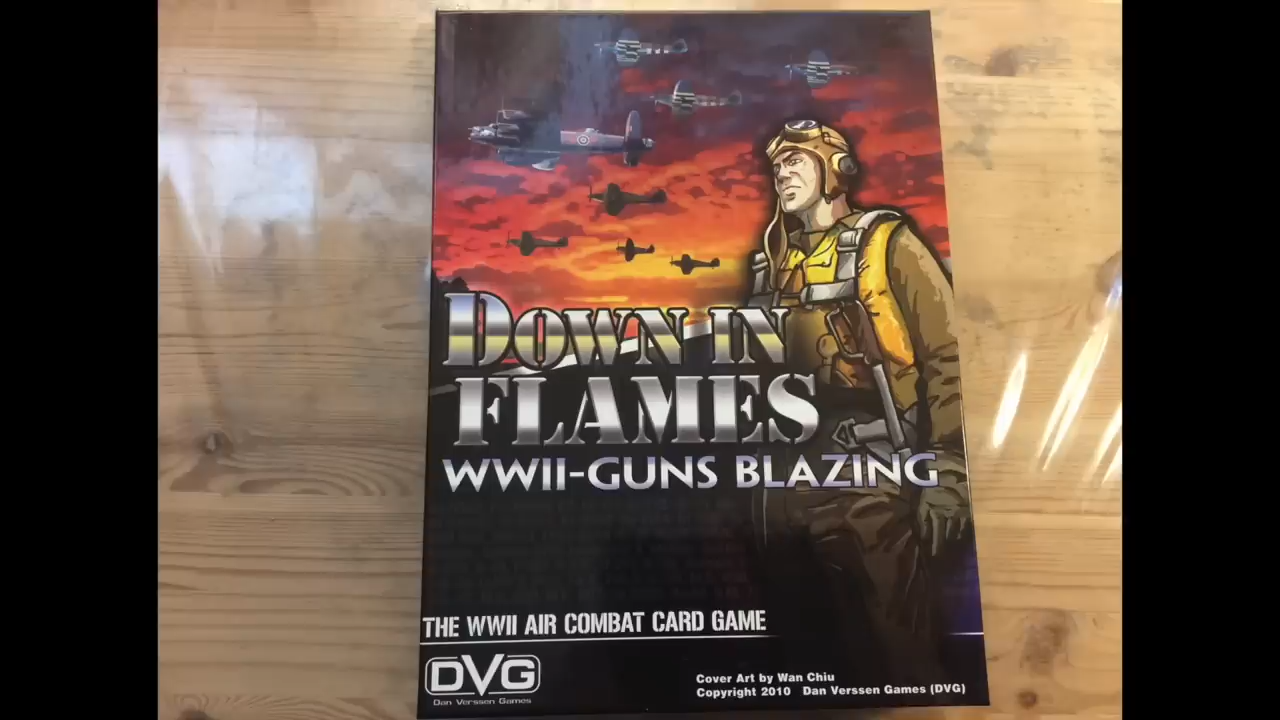 DOWN IN
FLAMES
WWII-GUNS BLAZING
THE WWII AIR COMBAT CARD GAME
DVG
Dan Verssen Games
Cover Art by Wan Chiu
Copyright 2010 Dan Verssen Games (DVG)